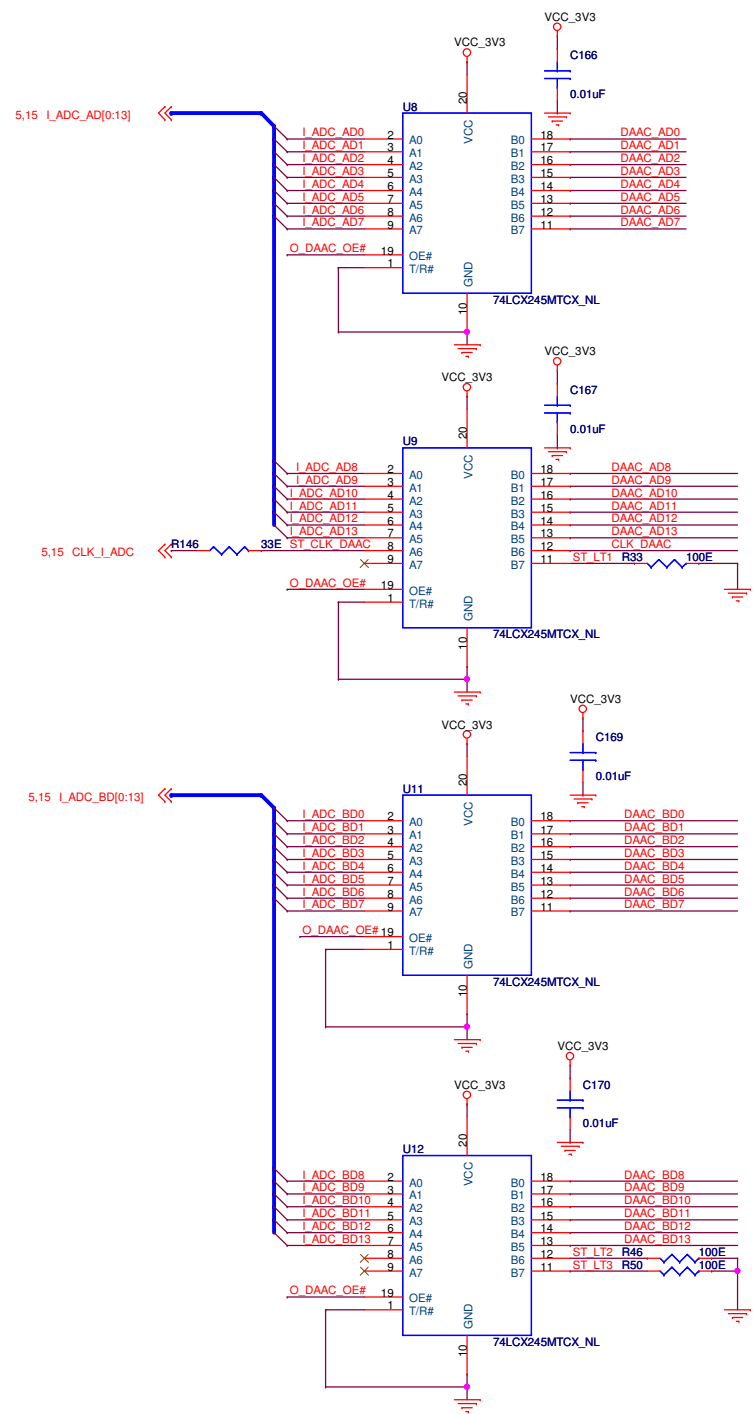 VCC_3V3
VCC_3V3
C166
0.01uF
5,15 I_ADC_AD[0:13]
U8
20
VCC
I_ADC_AD0 2 A0 B0 18 DAAC_AD0
I_ADC_AD1 3 A1 B1 17 DAAC_AD1
I_ADC_AD2 4 A2 B2 16 DAAC_AD2
I_ADC_AD3 5 A3 B3 15 DAAC_AD3
I_ADC_AD4 6 A4 B4 14 DAAC_AD4
I_ADC_AD5 7 A5 B5 13 DAAC_AD5
I_ADC_AD6 8 A6 B6 12 DAAC_AD6
I_ADC_AD7 9 A7 B7 11 DAAC_AD7
O_DAAC_OE# 19 OE#
1 T/R#
GND
10
74LCX245MTCX_NL
VCC_3V3
VCC_3V3
C167
0.01uF
U9
20
VCC
I_ADC_AD8 2 A0 B0 18 DAAC_AD8
I_ADC_AD9 3 A1 B1 17 DAAC_AD9
I_ADC_AD10 4 A2 B2 16 DAAC_AD10
I_ADC_AD11 5 A3 B3 15 DAAC_AD11
I_ADC_AD12 6 A4 B4 14 DAAC_AD12
I_ADC_AD13 7 A5 B5 13 DAAC_AD13
5,15 CLK_I_ADC R146 33E ST_CLK_DAAC 8 A6 B6 12 CLK_DAAC
9 A7 B7 11 ST_LT1 R33 100E
O_DAAC_OE# 19 OE#
1 T/R#
GND
10
74LCX245MTCX_NL
VCC_3V3
VCC_3V3
C169
0.01uF
5,15 I_ADC_BD[0:13]
U11
20
VCC
I_ADC_BD0 2 A0 B0 18 DAAC_BD0
I_ADC_BD1 3 A1 B1 17 DAAC_BD1
I_ADC_BD2 4 A2 B2 16 DAAC_BD2
I_ADC_BD3 5 A3 B3 15 DAAC_BD3
I_ADC_BD4 6 A4 B4 14 DAAC_BD4
I_ADC_BD5 7 A5 B5 13 DAAC_BD5
I_ADC_BD6 8 A6 B6 12 DAAC_BD6
I_ADC_BD7 9 A7 B7 11 DAAC_BD7
O_DAAC_OE# 19 OE#
1 T/R#
GND
10
74LCX245MTCX_NL
VCC_3V3
VCC_3V3
C170
0.01uF
U12
20
VCC
I_ADC_BD8 2 A0 B0 18 DAAC_BD8
I_ADC_BD9 3 A1 B1 17 DAAC_BD9
I_ADC_BD10 4 A2 B2 16 DAAC_BD10
I_ADC_BD11 5 A3 B3 15 DAAC_BD11
I_ADC_BD12 6 A4 B4 14 DAAC_BD12
I_ADC_BD13 7 A5 B5 13 DAAC_BD13
8 A6 B6 12 ST_LT2 R46 100E
9 A7 B7 11 ST_LT3 R50 100E
O_DAAC_OE# 19 OE#
1 T/R#
GND
10
74LCX245MTCX_NL